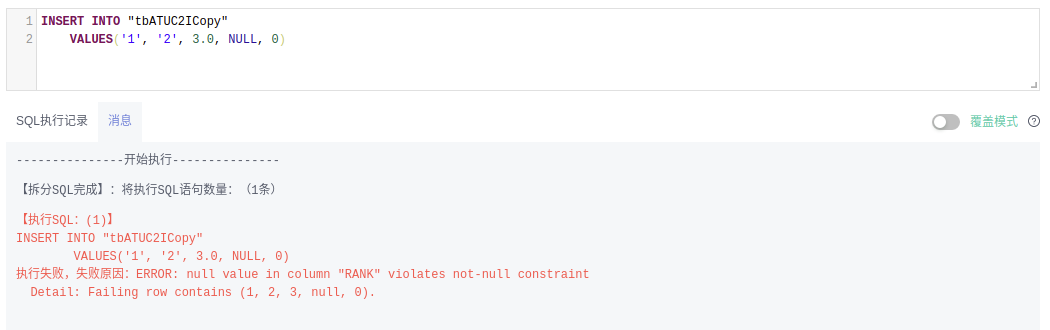 1 INSERT INTO "tbATUC2ICopy"
2     VALUES('1', '2', 3.0, NULL, 0)
SQL执行记录 消息 覆盖模式 ?
---------------开始执行---------------
【拆分SQL完成】：将执行SQL语句数量：（1条）
【执行SQL：(1)】
INSERT INTO "tbATUC2ICopy"
        VALUES('1', '2', 3.0, NULL, 0)
执行失败，失败原因：ERROR: null value in column "RANK" violates not-null constraint
  Detail: Failing row contains (1, 2, 3, null, 0).